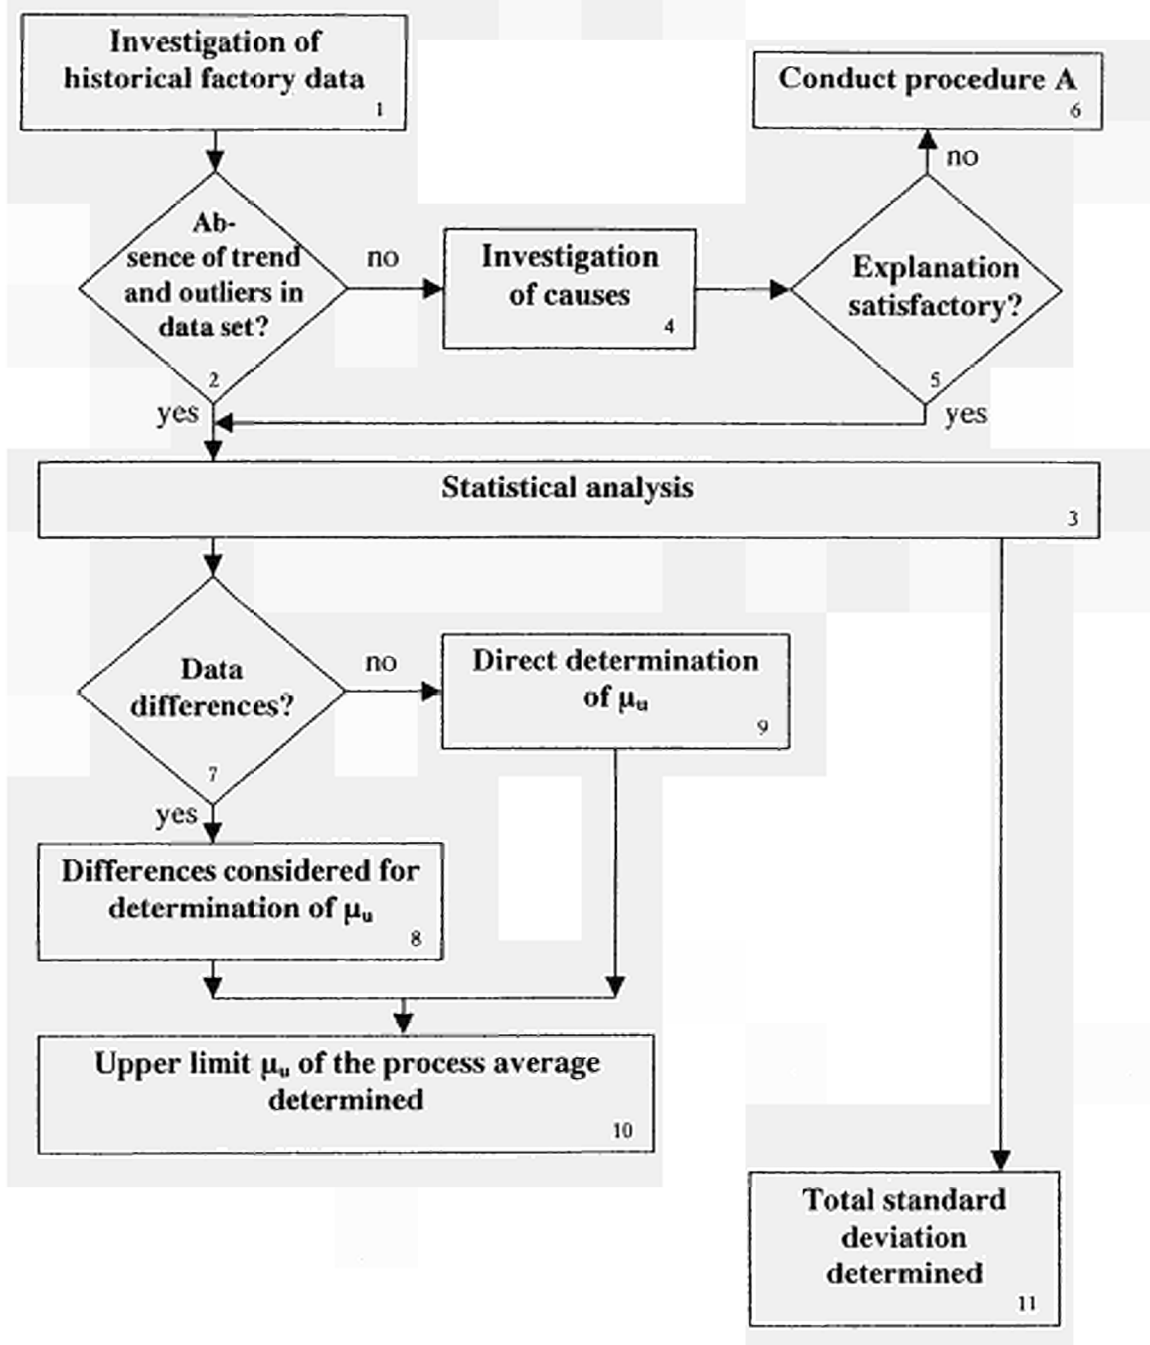 Investigation of
historical factory data
1
Conduct procedure A
6
no
Ab-
sence of trend
and outliers in
data set?
2
no
Investigation
of causes
4
Explanation
satisfactory?
5
yes
yes
Statistical analysis
3
Data
differences?
7
no
Direct determination
of μu
9
yes
Differences considered for
determination of μu
8
Upper limit μu of the process average
determined
10
Total standard
deviation
determined
11